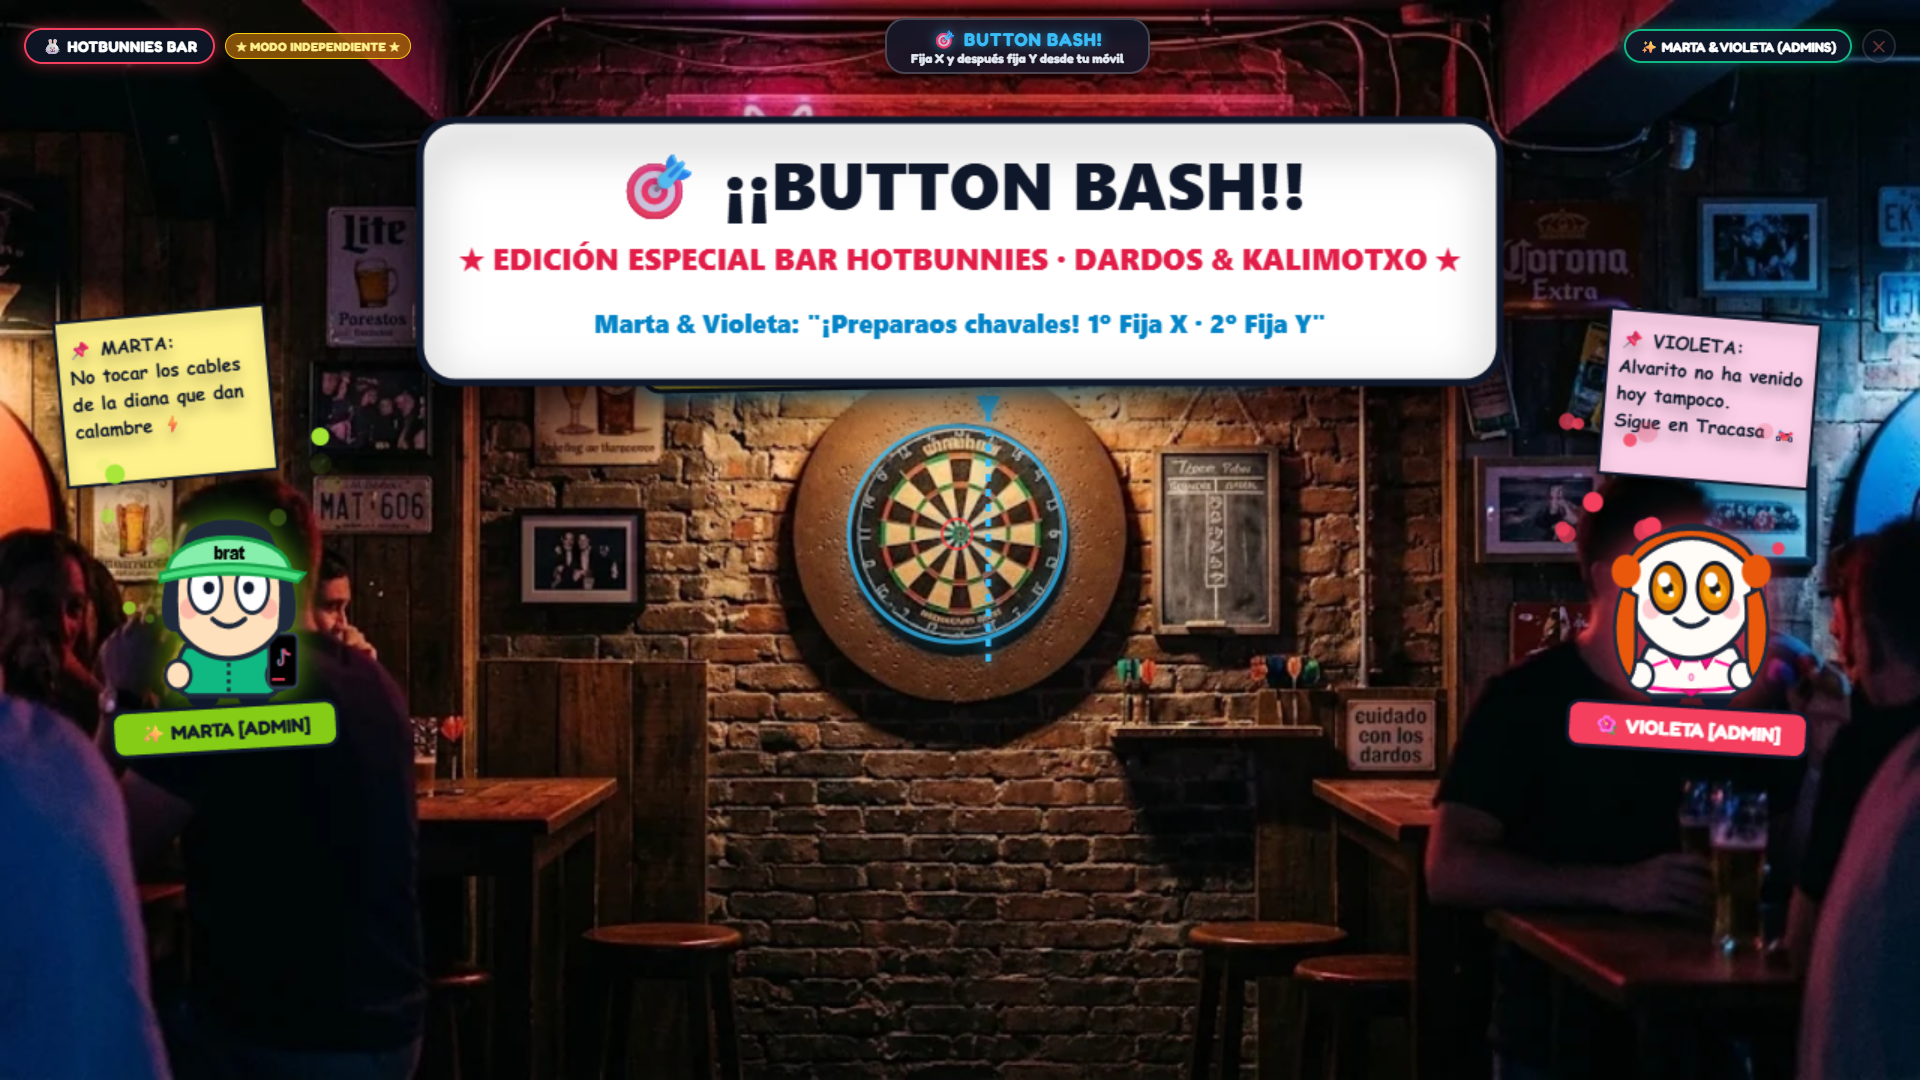 HOTBUNNIES BAR
★ MODO INDEPENDIENTE ★
BUTTON BASH!
Fija X y después fija Y desde tu móvil
MARTA & VIOLETA (ADMINS)
¡¡BUTTON BASH!!
★ EDICIÓN ESPECIAL BAR HOTBUNNIES · DARDOS & KALIMOTXO ★
Marta & Violeta: "¡Preparaos chavales! 1º Fija X · 2º Fija Y"
MARTA:
No tocar los cables
de la diana que dan
calambre
VIOLETA:
Alvarito no ha venido
hoy tampoco.
Sigue en Tracasa
Lite
Porestos
Corona
Extra
MAT 606
brat
MARTA [ADMIN]
VIOLETA [ADMIN]
cuidado
con los
dardos